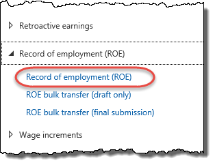 Retroactive earnings
Record of employment (ROE)
Record of employment (ROE)
ROE bulk transfer (draft only)
ROE bulk transfer (final submission)
Wage increments